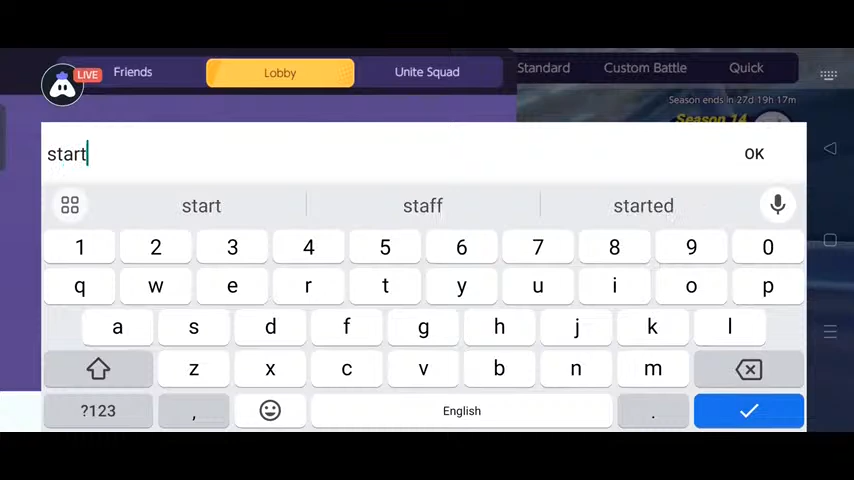 LIVE
Friends
Lobby
Unite Squad
Standard
Custom Battle
Quick
Season ends in 27d 19h 17m
Season 14
start
OK
start staff started
1 2 3 4 5 6 7 8 9 0
q w e r t y u i o p
a s d f g h j k l
z x c v b n m
?123 , English .